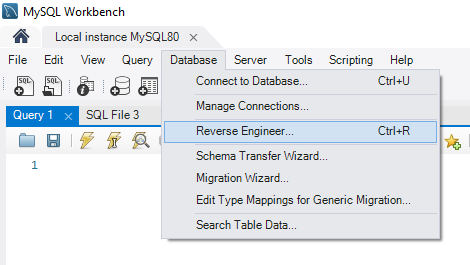 MySQL Workbench
Local instance MySQL80 ×
File Edit View Query Database Server Tools Scripting Help
SQL SQL
Connect to Database... Ctrl+U
Manage Connections...
Query 1 × SQL File 3
Reverse Engineer... Ctrl+R
Schema Transfer Wizard...
1
Migration Wizard...
Edit Type Mappings for Generic Migration...
Search Table Data...